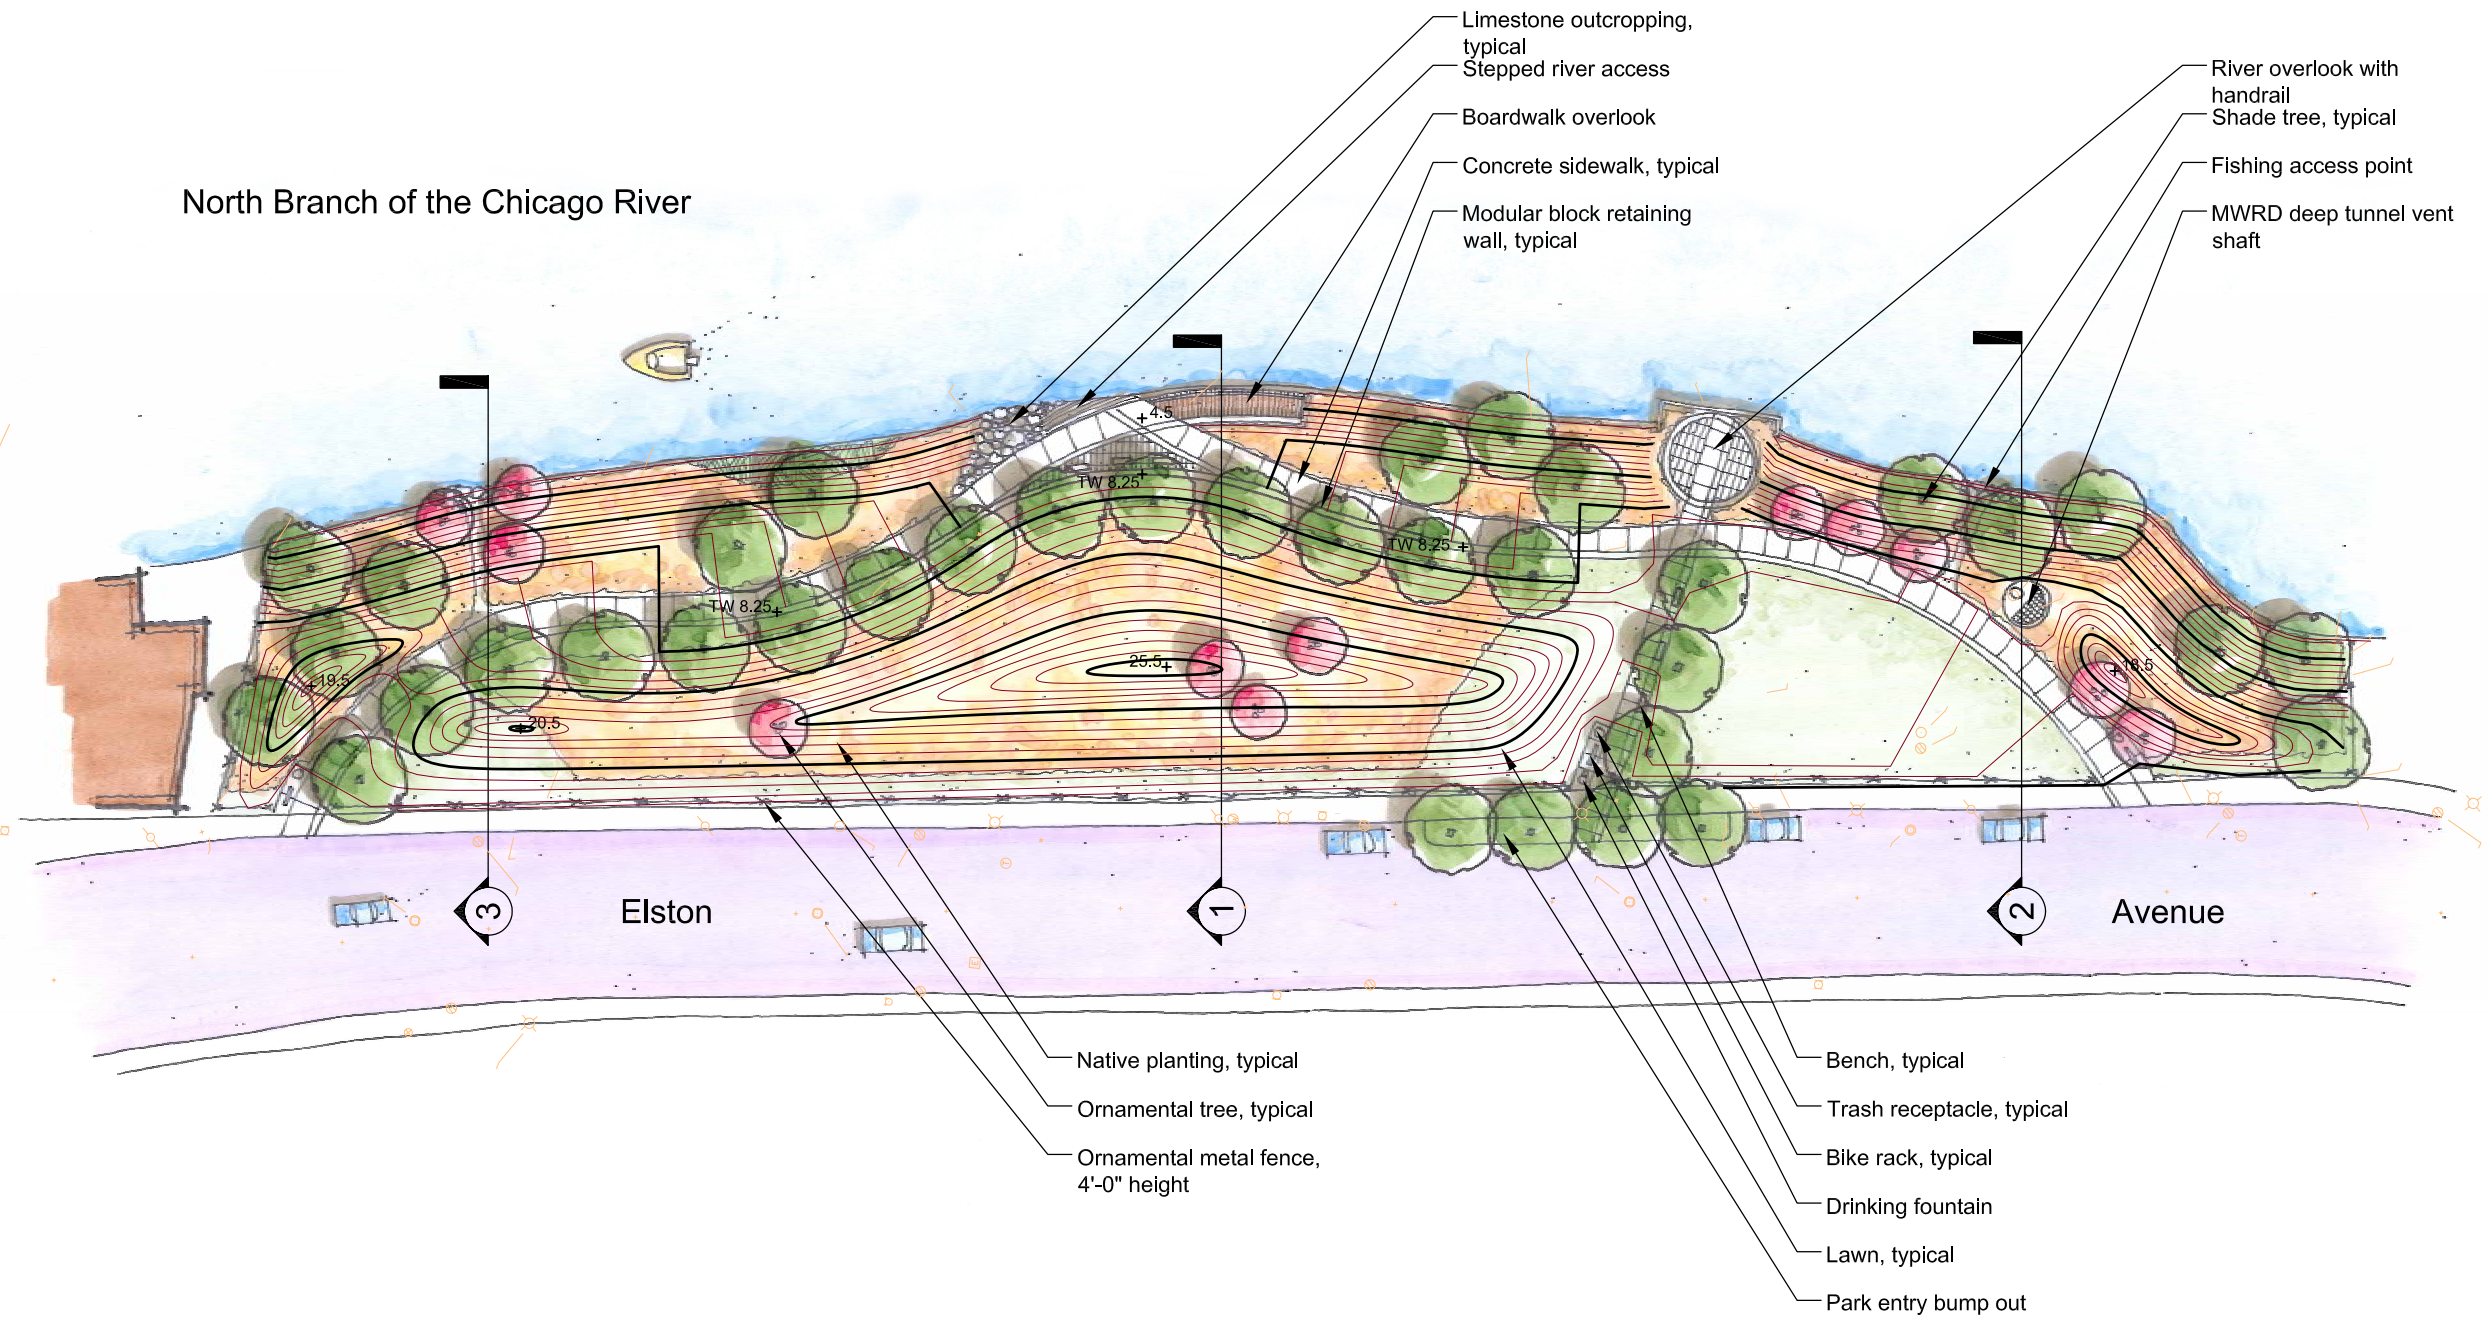 Limestone outcropping,
typical
Stepped river access
Boardwalk overlook
Concrete sidewalk, typical
Modular block retaining
wall, typical
River overlook with
handrail
Shade tree, typical
Fishing access point
MWRD deep tunnel vent
shaft
North Branch of the Chicago River
4.5
TW 8.25
TW 8.25
TW 8.25
25.5
18.5
19.5
20.5
3
Elston
1
2
Avenue
Native planting, typical
Ornamental tree, typical
Ornamental metal fence,
4'-0" height
Bench, typical
Trash receptacle, typical
Bike rack, typical
Drinking fountain
Lawn, typical
Park entry bump out